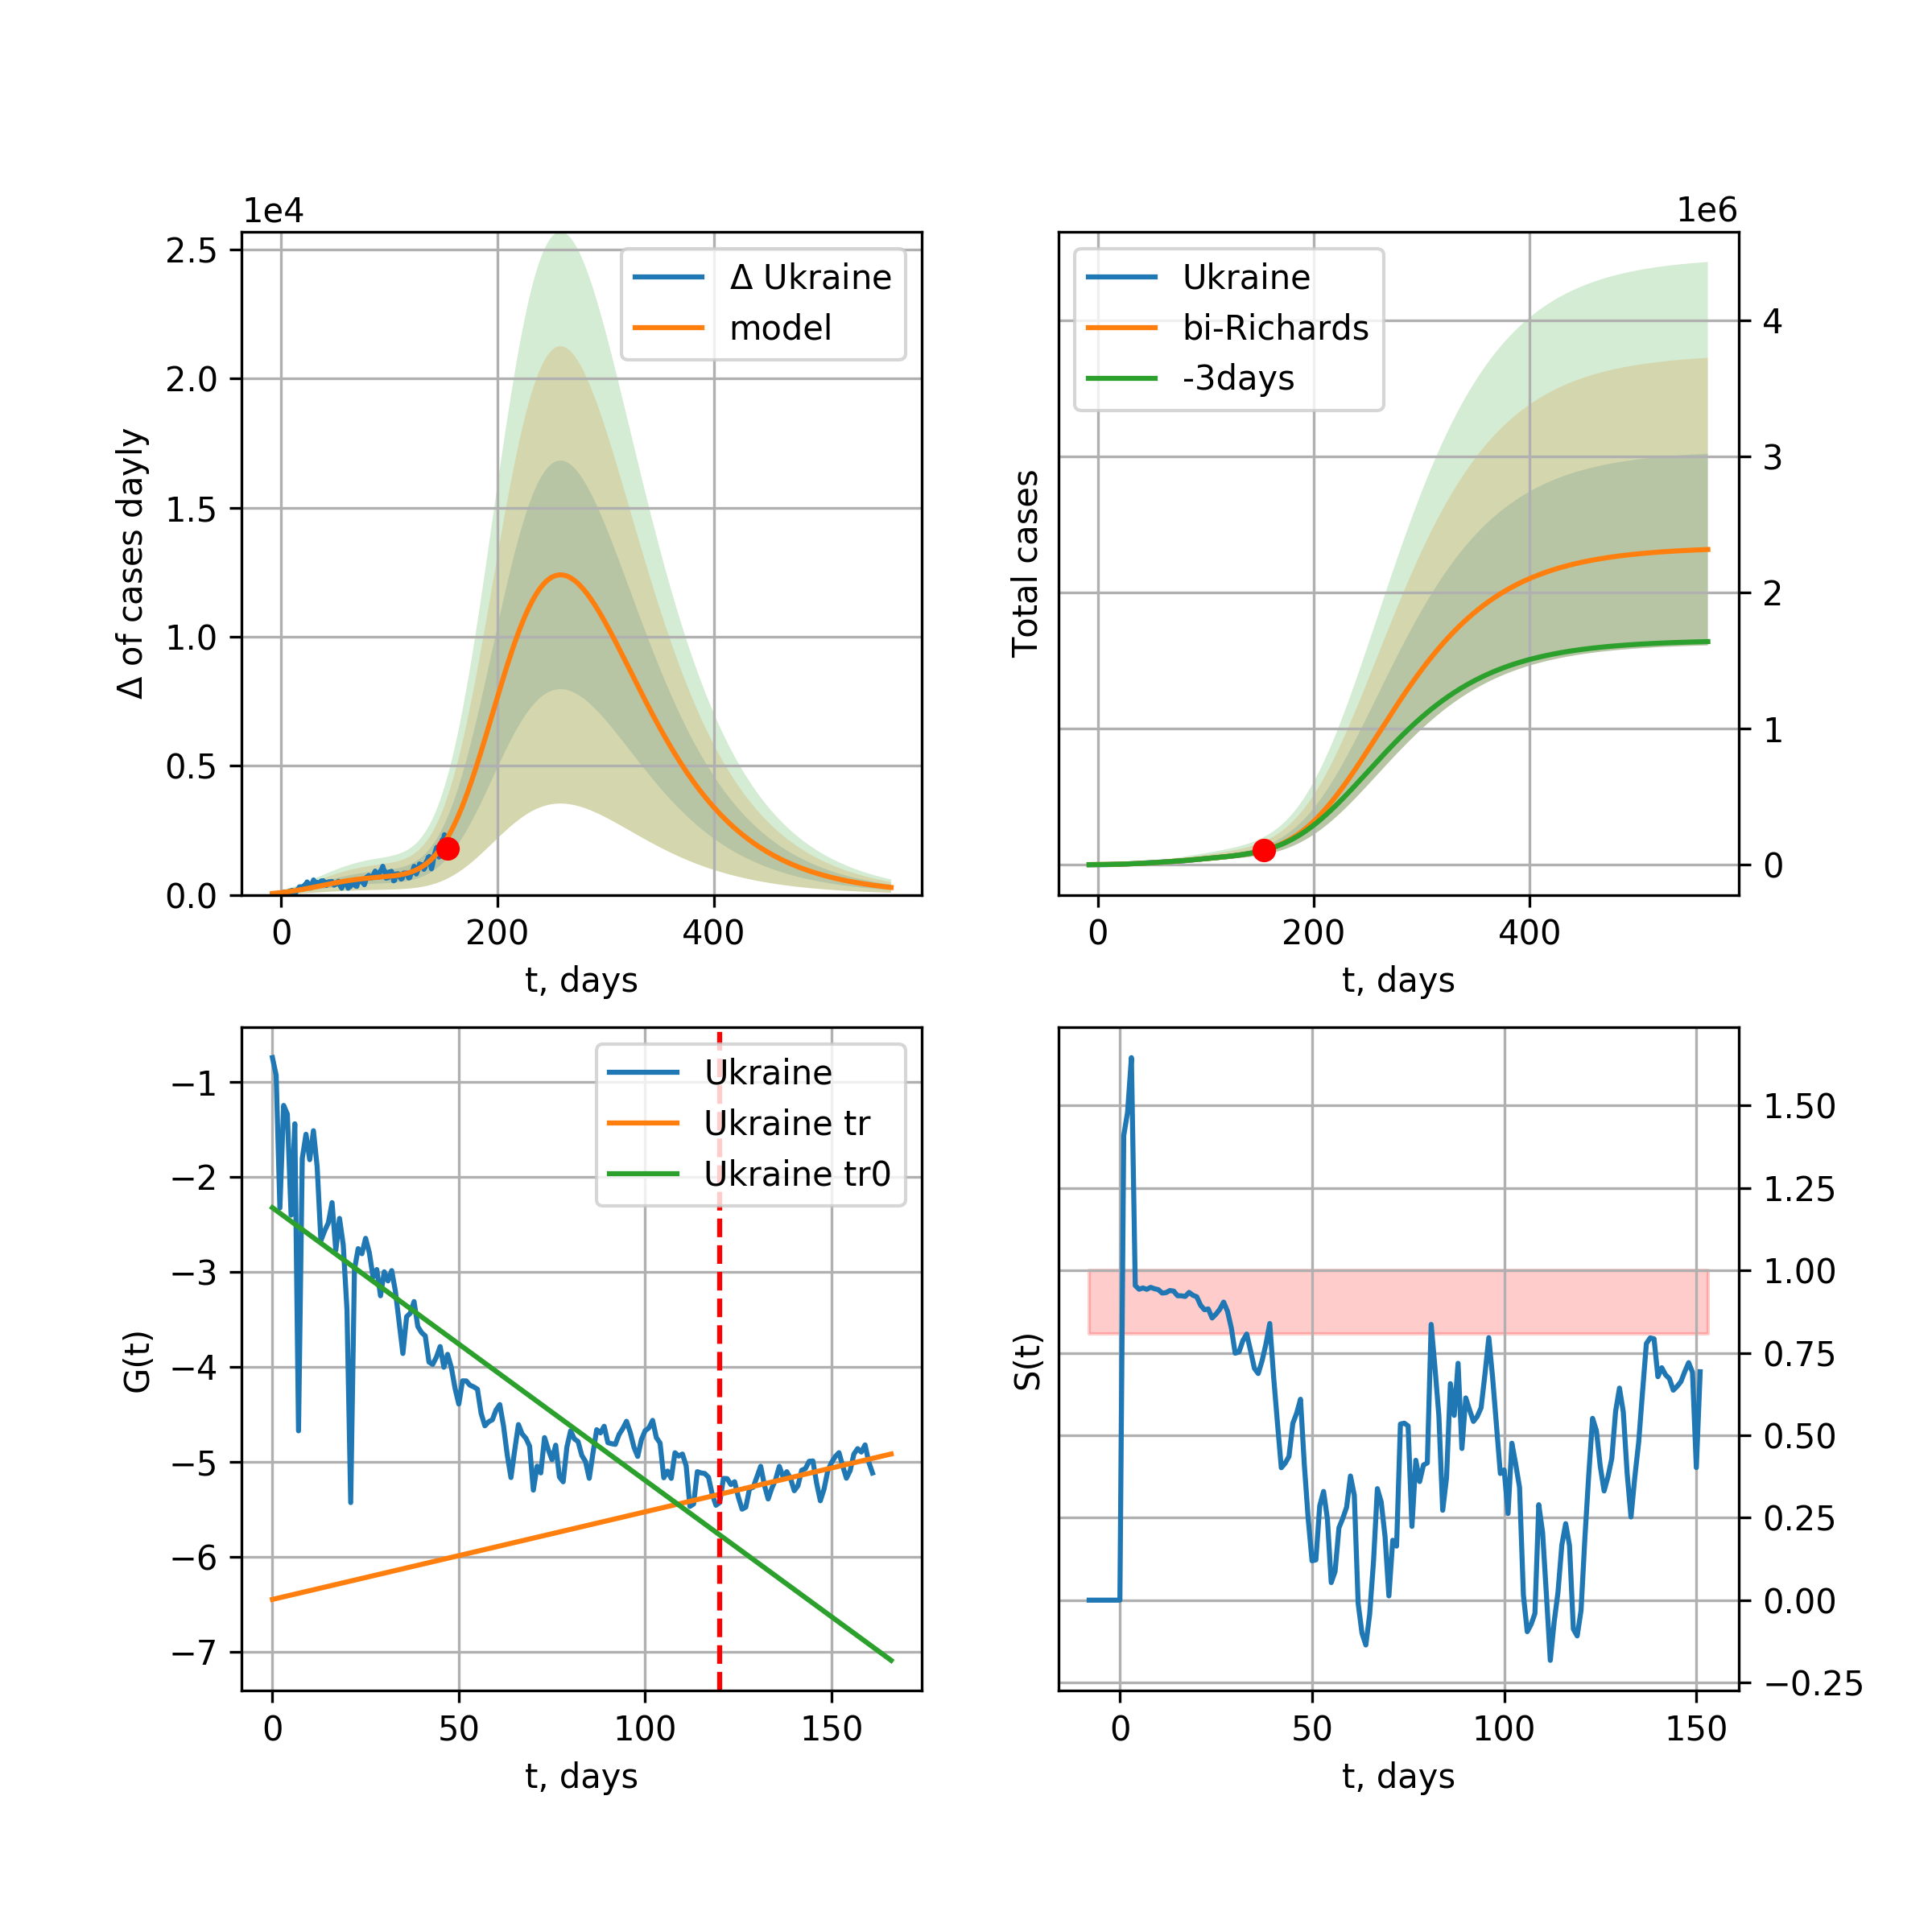 1e4
2.5
2.0
1.5
1.0
0.5
0.0
Δ of cases dayly
Δ Ukraine
model
0 200 400
t, days
1e6
Ukraine
bi-Richards
-3days
4
3
2
1
0
Total cases
0 200 400
t, days
−1
−2
−3
−4
−5
−6
−7
G(t)
Ukraine
Ukraine tr
Ukraine tr0
0 50 100 150
t, days
S(t)
1.50
1.25
1.00
0.75
0.50
0.25
0.00
−0.25
0 50 100 150
t, days